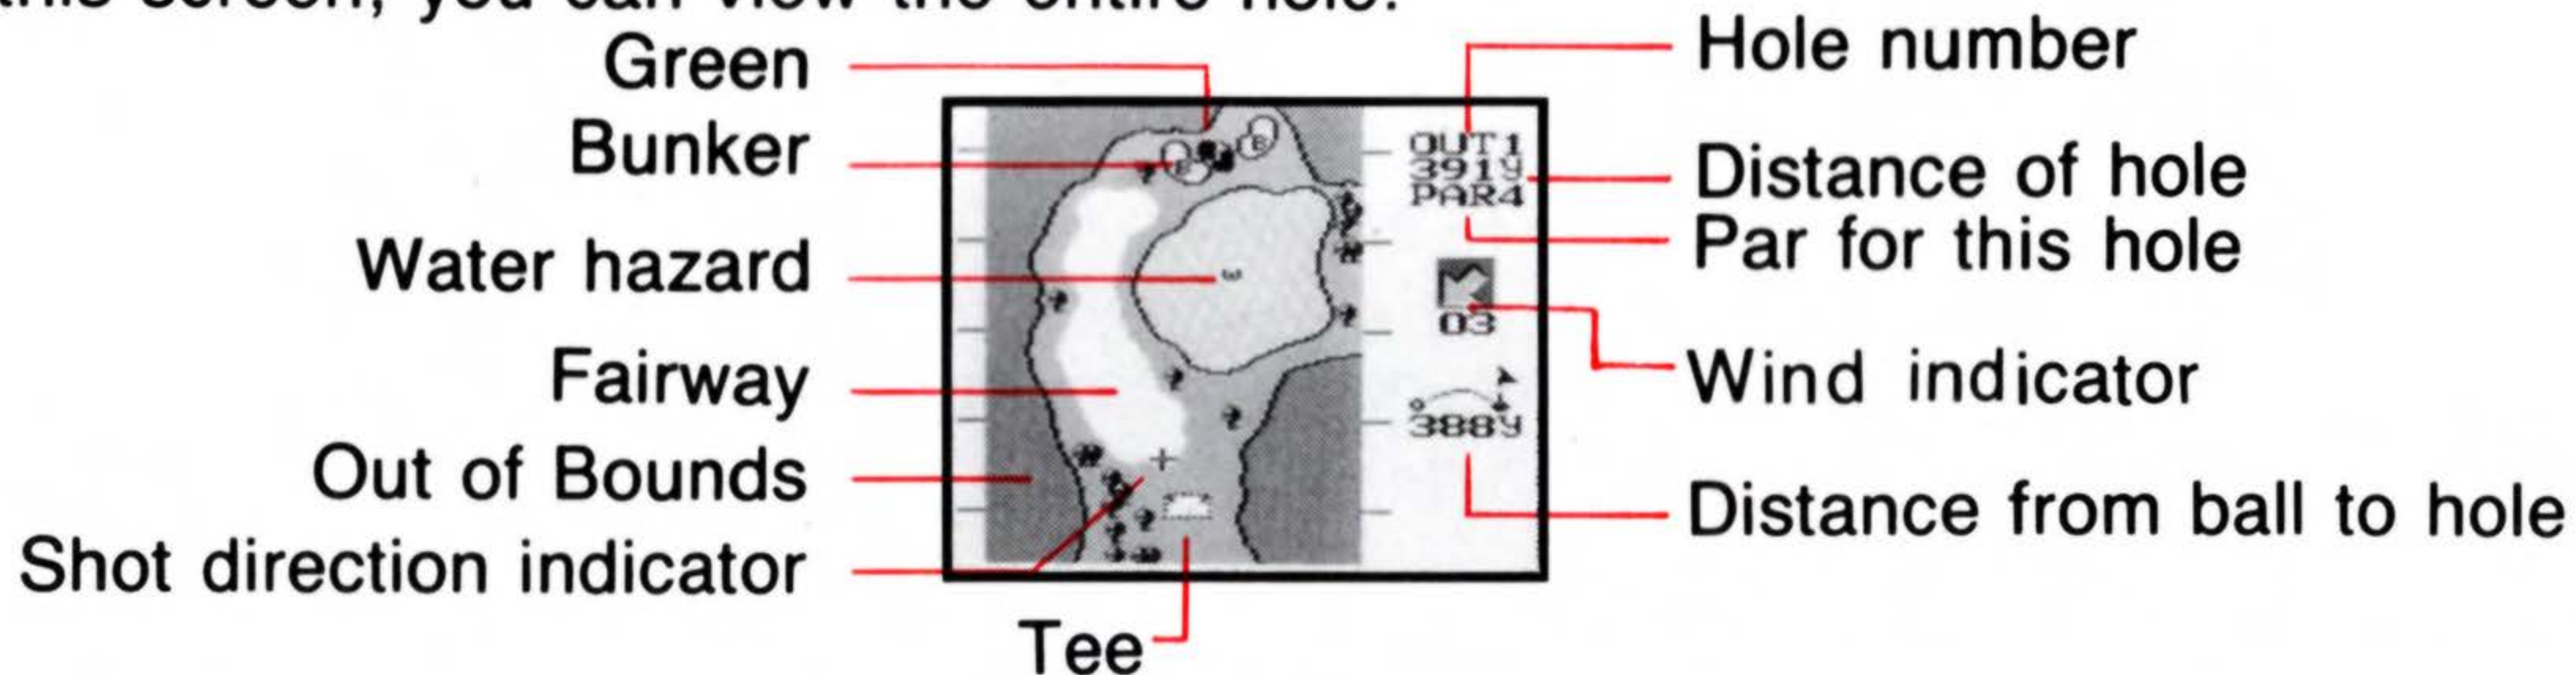 this screen, you can view the entire hole.
Green
Bunker
Water hazard
Fairway
Out of Bounds
Shot direction indicator
Tee
OUT1
391y
PAR4
03
388y
B
B
W
Hole number
Distance of hole
Par for this hole
Wind indicator
Distance from ball to hole